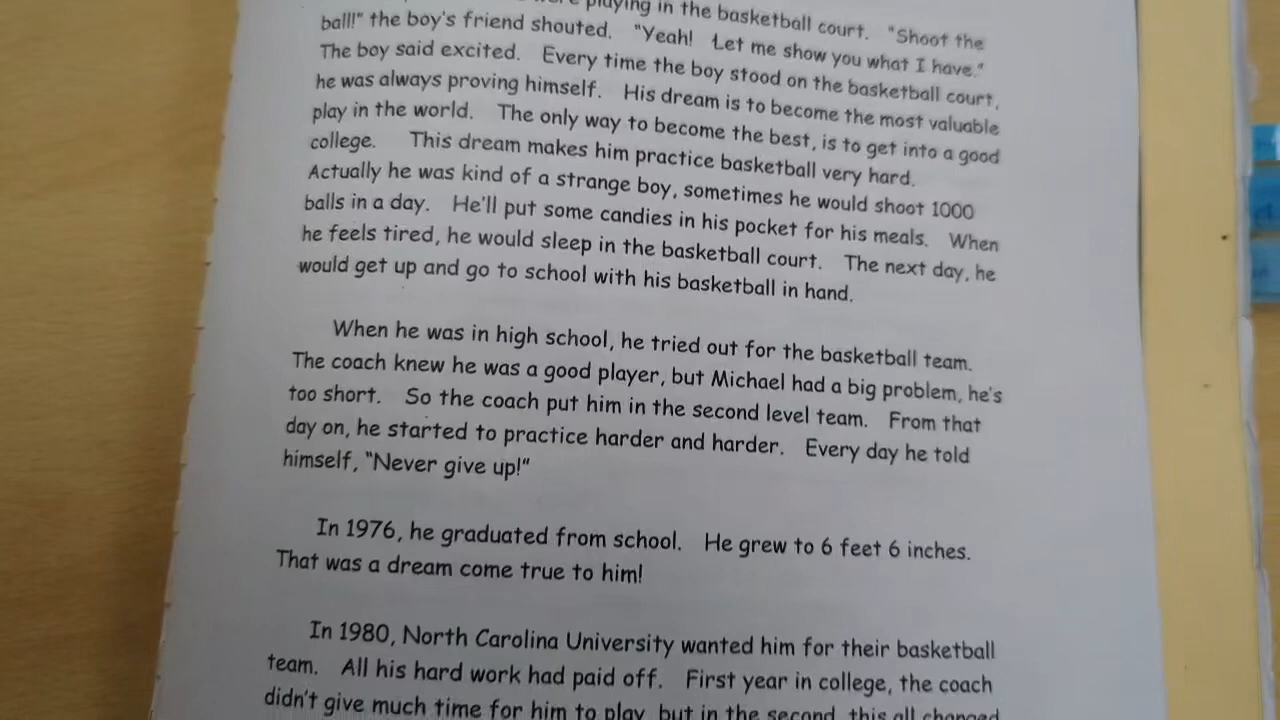 playing in the basketball court. "Shoot the
ball!" the boy's friend shouted. "Yeah! Let me show you what I have."
The boy said excited. Every time the boy stood on the basketball court,
he was always proving himself. His dream is to become the most valuable
play in the world. The only way to become the best, is to get into a good
college. This dream makes him practice basketball very hard.
Actually he was kind of a strange boy, sometimes he would shoot 1000
balls in a day. He'll put some candies in his pocket for his meals. When
he feels tired, he would sleep in the basketball court. The next day, he
would get up and go to school with his basketball in hand.
When he was in high school, he tried out for the basketball team.
The coach knew he was a good player, but Michael had a big problem, he's
too short. So the coach put him in the second level team. From that
day on, he started to practice harder and harder. Every day he told
himself, "Never give up!"
In 1976, he graduated from school. He grew to 6 feet 6 inches.
That was a dream come true to him!
In 1980, North Carolina University wanted him for their basketball
team. All his hard work had paid off. First year in college, the coach
didn't give much time for him to play, but in the second, this all changed